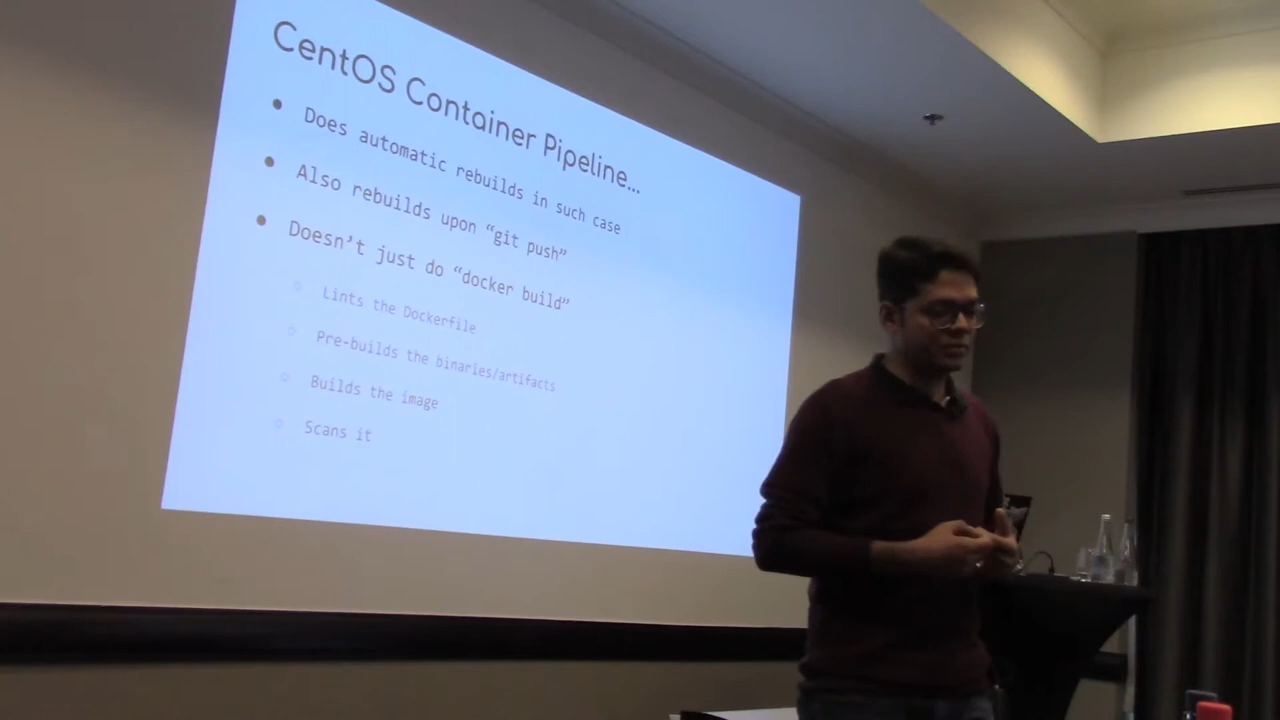 CentOS Container Pipeline...
Does automatic rebuilds in such case
Also rebuilds upon “git push”
Doesn’t just do “docker build”
Lints the Dockerfile
Pre-builds the binaries/artifacts
Builds the image
Scans it